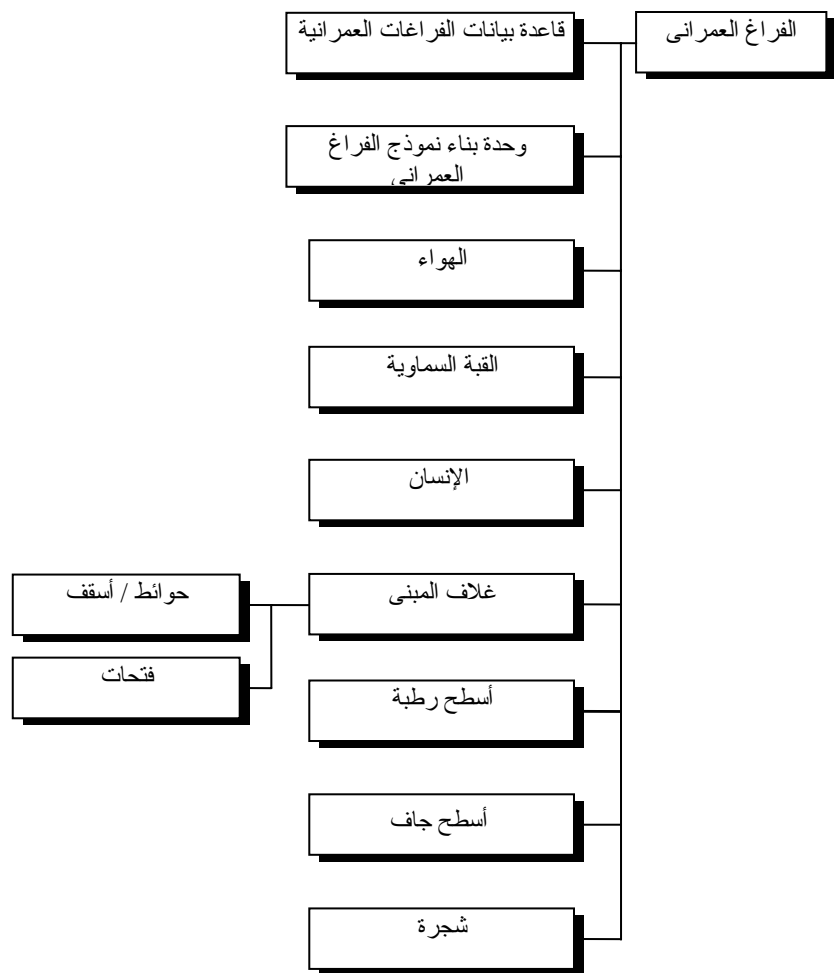 الفراغ العمرانى
قاعدة بيانات الفراغات العمرانية
وحدة بناء نموذج الفراغ
العمرانى
الهواء
القبة السماوية
الإنسان
غلاف المبنى
حوائط / أسقف
فتحات
أسطح رطبة
أسطح جاف
شجرة